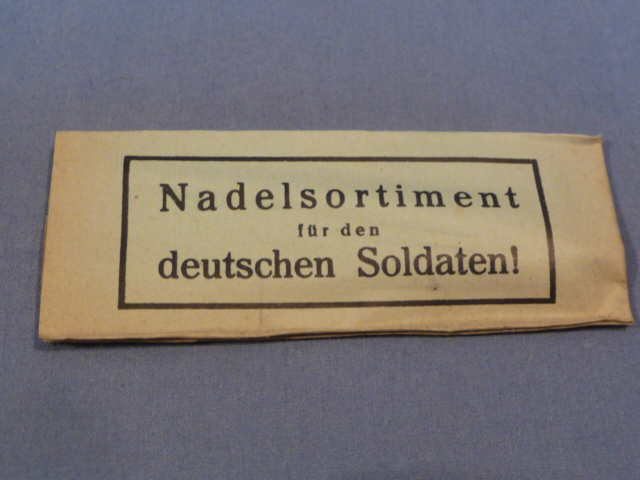 Nadelsortiment
für den
deutschen Soldaten!